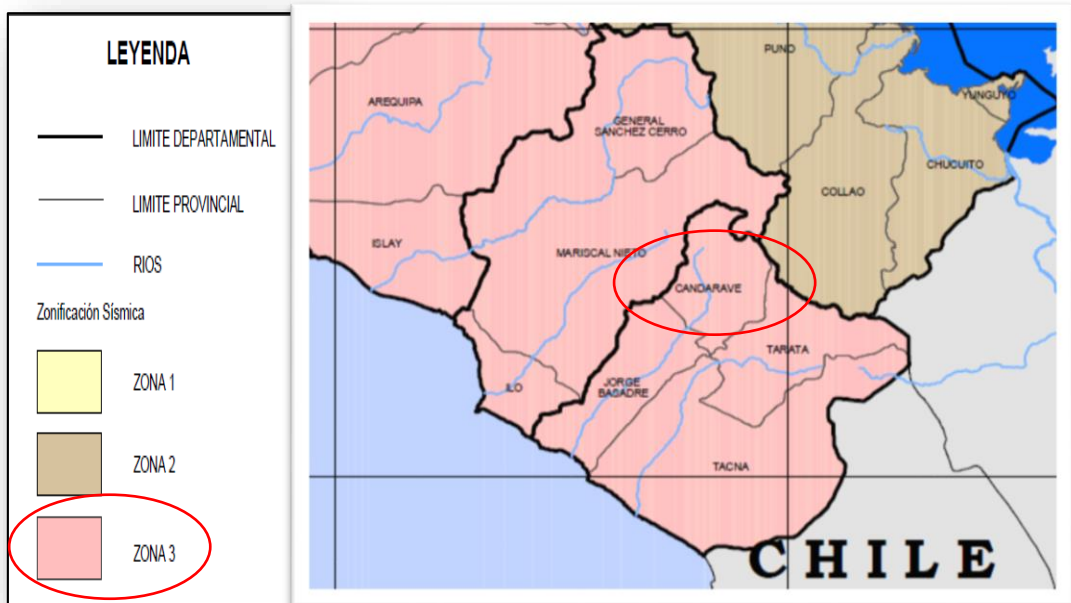 LEYENDA
LIMITE DEPARTAMENTAL
LIMITE PROVINCIAL
RIOS
Zonificación Sísmica
ZONA 1
ZONA 2
ZONA 3
PUNO
YUNGUYO
AREQUIPA
GENERAL
SANCHEZ CERRO
CHUCUITO
COLLAO
ISLAY
MARISCAL NIETO
CANDARAVE
TARATA
ILO
JORGE
BASADRE
TACNA
CHILE